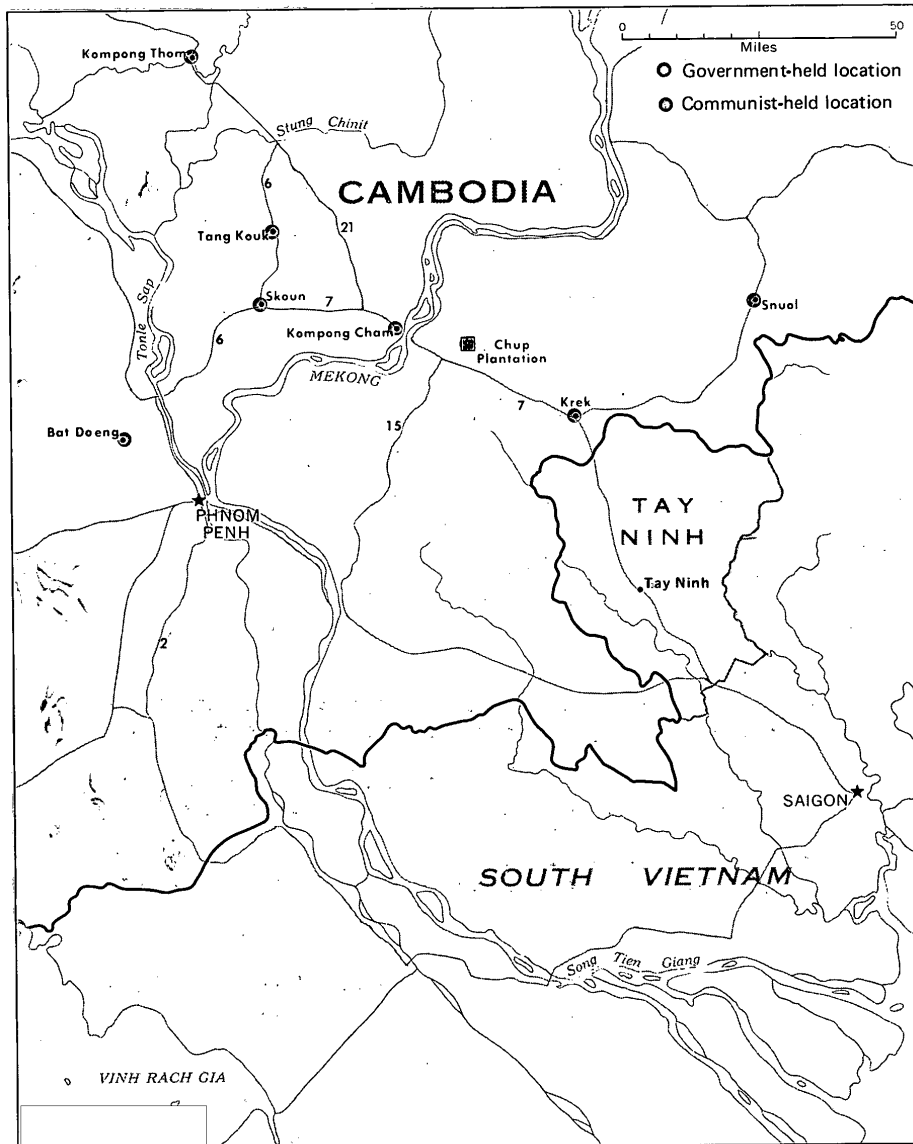 0 50
Miles
Government-held location
Communist-held location
Kompong Thom
Stung Chinit
CAMBODIA
6
21
Tang Kouk
Tonle Sap
Skoun
7
Snuol
Kompong Cham
6
Chup
Plantation
MEKONG
7
Krek
15
Bat Doeng
PHNOM
PENH
TAY
NINH
Tay Ninh
2
SAIGON
SOUTH VIETNAM
Song Tien Giang
VINH RACH GIA